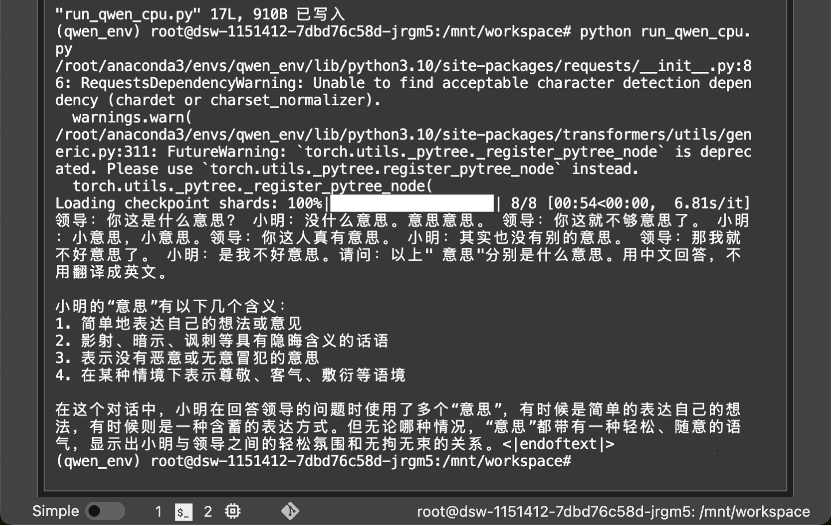 "run_qwen_cpu.py" 17L, 910B 已写入
(qwen_env) root@dsw-1151412-7dbd76c58d-jrgm5:/mnt/workspace# python run_qwen_cpu.
py
/root/anaconda3/envs/qwen_env/lib/python3.10/site-packages/requests/__init__.py:8
6: RequestsDependencyWarning: Unable to find acceptable character detection depen
dency (chardet or charset_normalizer).
  warnings.warn(
/root/anaconda3/envs/qwen_env/lib/python3.10/site-packages/transformers/utils/gen
eric.py:311: FutureWarning: `torch.utils._pytree._register_pytree_node` is deprec
ated. Please use `torch.utils._pytree.register_pytree_node` instead.
  torch.utils._pytree._register_pytree_node(
Loading checkpoint shards: 100%|                | 8/8 [00:54<00:00,  6.81s/it]
领导：你这是什么意思？ 小明：没什么意思。意思意思。 领导：你这就不够意思了。 小明
：小意思，小意思。领导：你这人真有意思。 小明：其实也没有别的意思。 领导：那我就
不好意思了。 小明：是我不好意思。请问：以上" 意思"分别是什么意思。用中文回答，不
用翻译成英文。

小明的“意思”有以下几个含义：
1. 简单地表达自己的想法或意见
2. 影射、暗示、讽刺等具有隐晦含义的话语
3. 表示没有恶意或无意冒犯的意思
4. 在某种情境下表示尊敬、客气、敷衍等语境

在这个对话中，小明在回答领导的问题时使用了多个“意思”，有时候是简单的表达自己的想
法，有时候则是一种含蓄的表达方式。但无论哪种情况，“意思”都带有一种轻松、随意的语
气，显示出小明与领导之间的轻松氛围和无拘无束的关系。<|endoftext|>
(qwen_env) root@dsw-1151412-7dbd76c58d-jrgm5:/mnt/workspace#
Simple 1 $_ 2 root@dsw-1151412-7dbd76c58d-jrgm5: /mnt/workspace